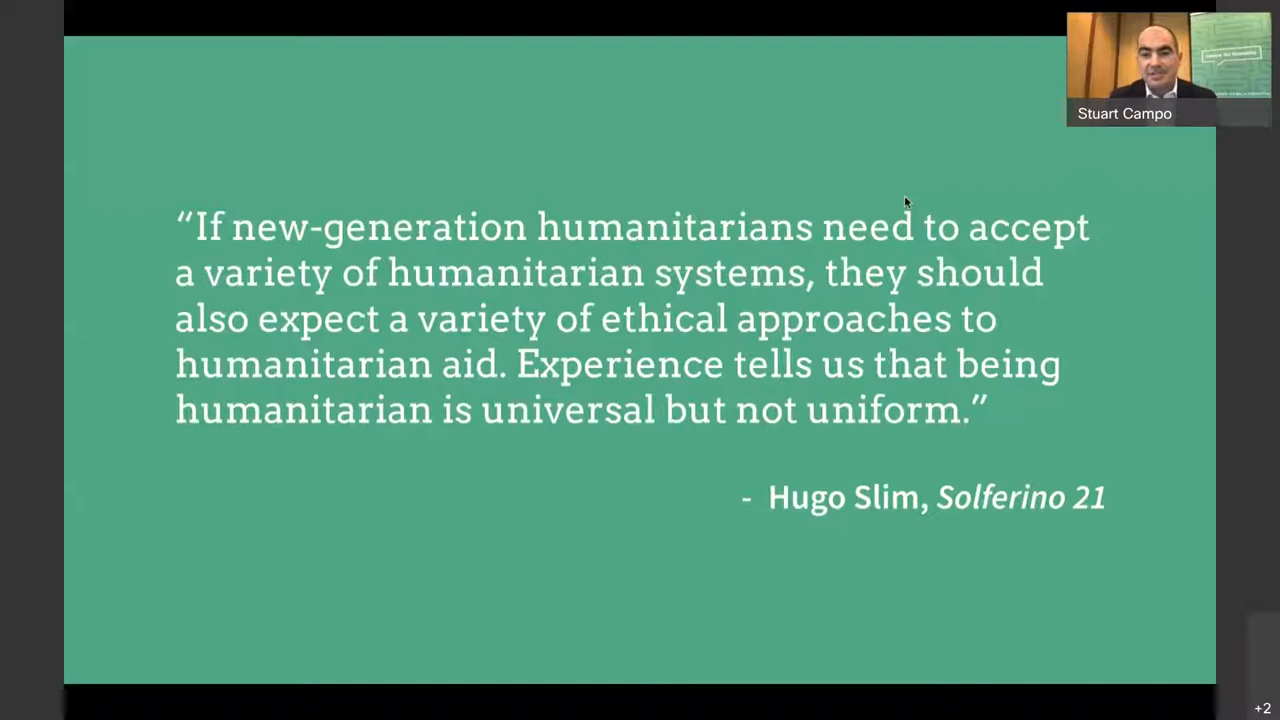 Stuart Campo
“If new-generation humanitarians need to accept
a variety of humanitarian systems, they should
also expect a variety of ethical approaches to
humanitarian aid. Experience tells us that being
humanitarian is universal but not uniform.”
- Hugo Slim, Solferino 21
+2